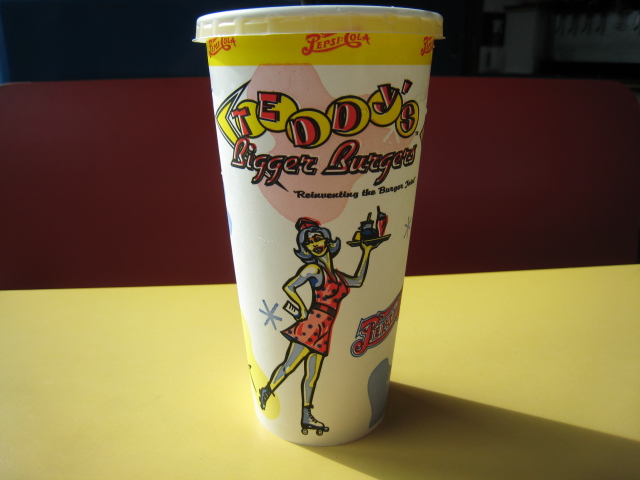 PEPSI-COLA PEPSI-COLA
TEDDY'S
Bigger Burgers
"Reinventing the Burger Joint"